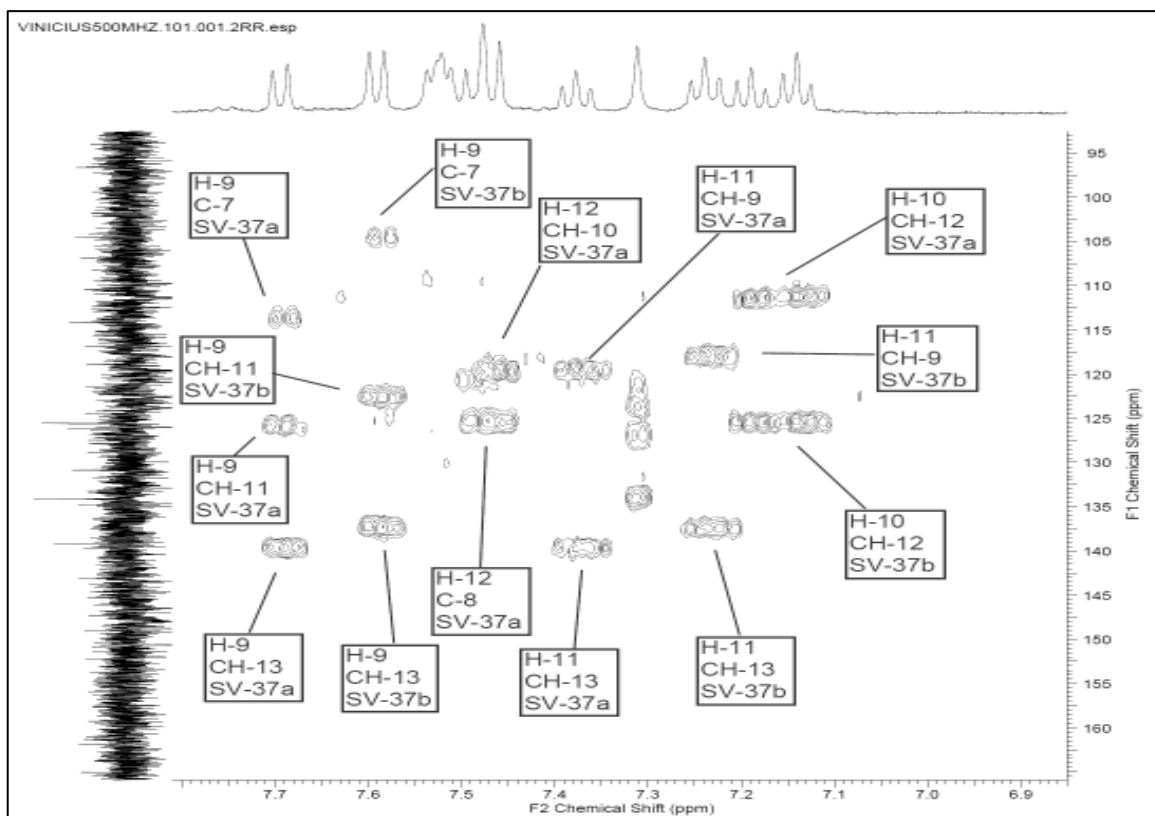 VINICIUS500MHZ.101.001.2RR.esp
H-9
C-7
SV-37b
H-9
C-7
SV-37a
H-12
CH-10
SV-37a
H-11
CH-9
SV-37a
H-10
CH-12
SV-37a
H-9
CH-11
SV-37b
H-11
CH-9
SV-37b
H-9
CH-11
SV-37a
H-12
C-8
SV-37a
H-10
CH-12
SV-37b
H-9
CH-13
SV-37a
H-9
CH-13
SV-37b
H-11
CH-13
SV-37a
H-11
CH-13
SV-37b
95
100
105
110
115
120
125
130
135
140
145
150
155
160
F1 Chemical Shift (ppm)
7.7 7.6 7.5 7.4 7.3 7.2 7.1 7.0 6.9
F2 Chemical Shift (ppm)